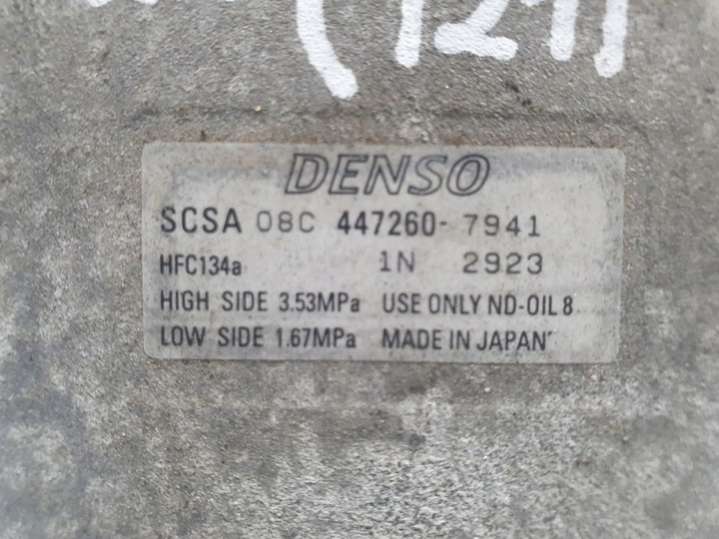 DENSO
SCSA 08C 447260-7941
HFC134a 1N 2923
HIGH SIDE 3.53MPa USE ONLY ND-OIL 8
LOW SIDE 1.67MPa MADE IN JAPAN